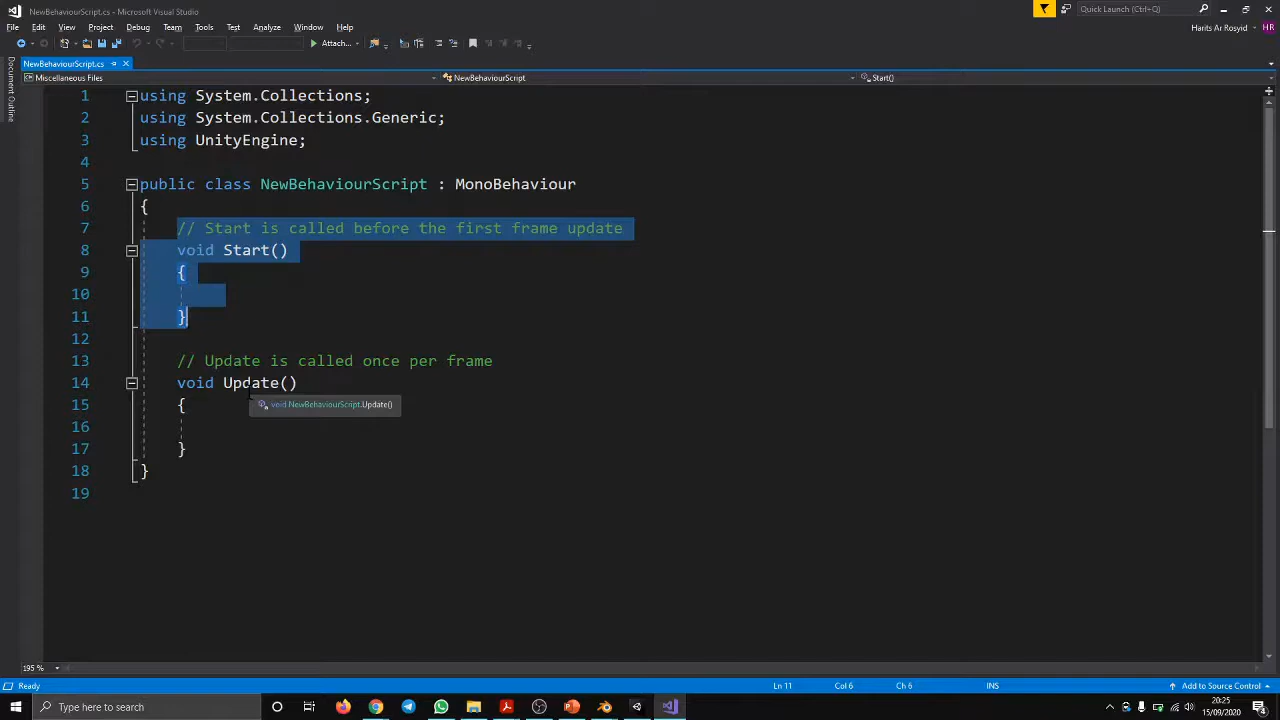 NewBehaviourScript.cs - Microsoft Visual Studio
Quick Launch (Ctrl+Q)
File Edit View Project Debug Team Tools Test Analyze Window Help
Harits Ar Rosyid HR
Attach...
NewBehaviourScript.cs
Document Outline
Miscellaneous Files NewBehaviourScript Start()
1 using System.Collections;
2 using System.Collections.Generic;
3 using UnityEngine;
4
5 public class NewBehaviourScript : MonoBehaviour
6 {
7 // Start is called before the first frame update
8 void Start()
9 {
10
11 }
12
13 // Update is called once per frame
14 void Update()
15 {
void NewBehaviourScript.Update()
16
17 }
18 }
19
195 %
Ready Ln 11 Col 6 Ch 6 INS Add to Source Control
Type here to search
20:25
15/09/2020